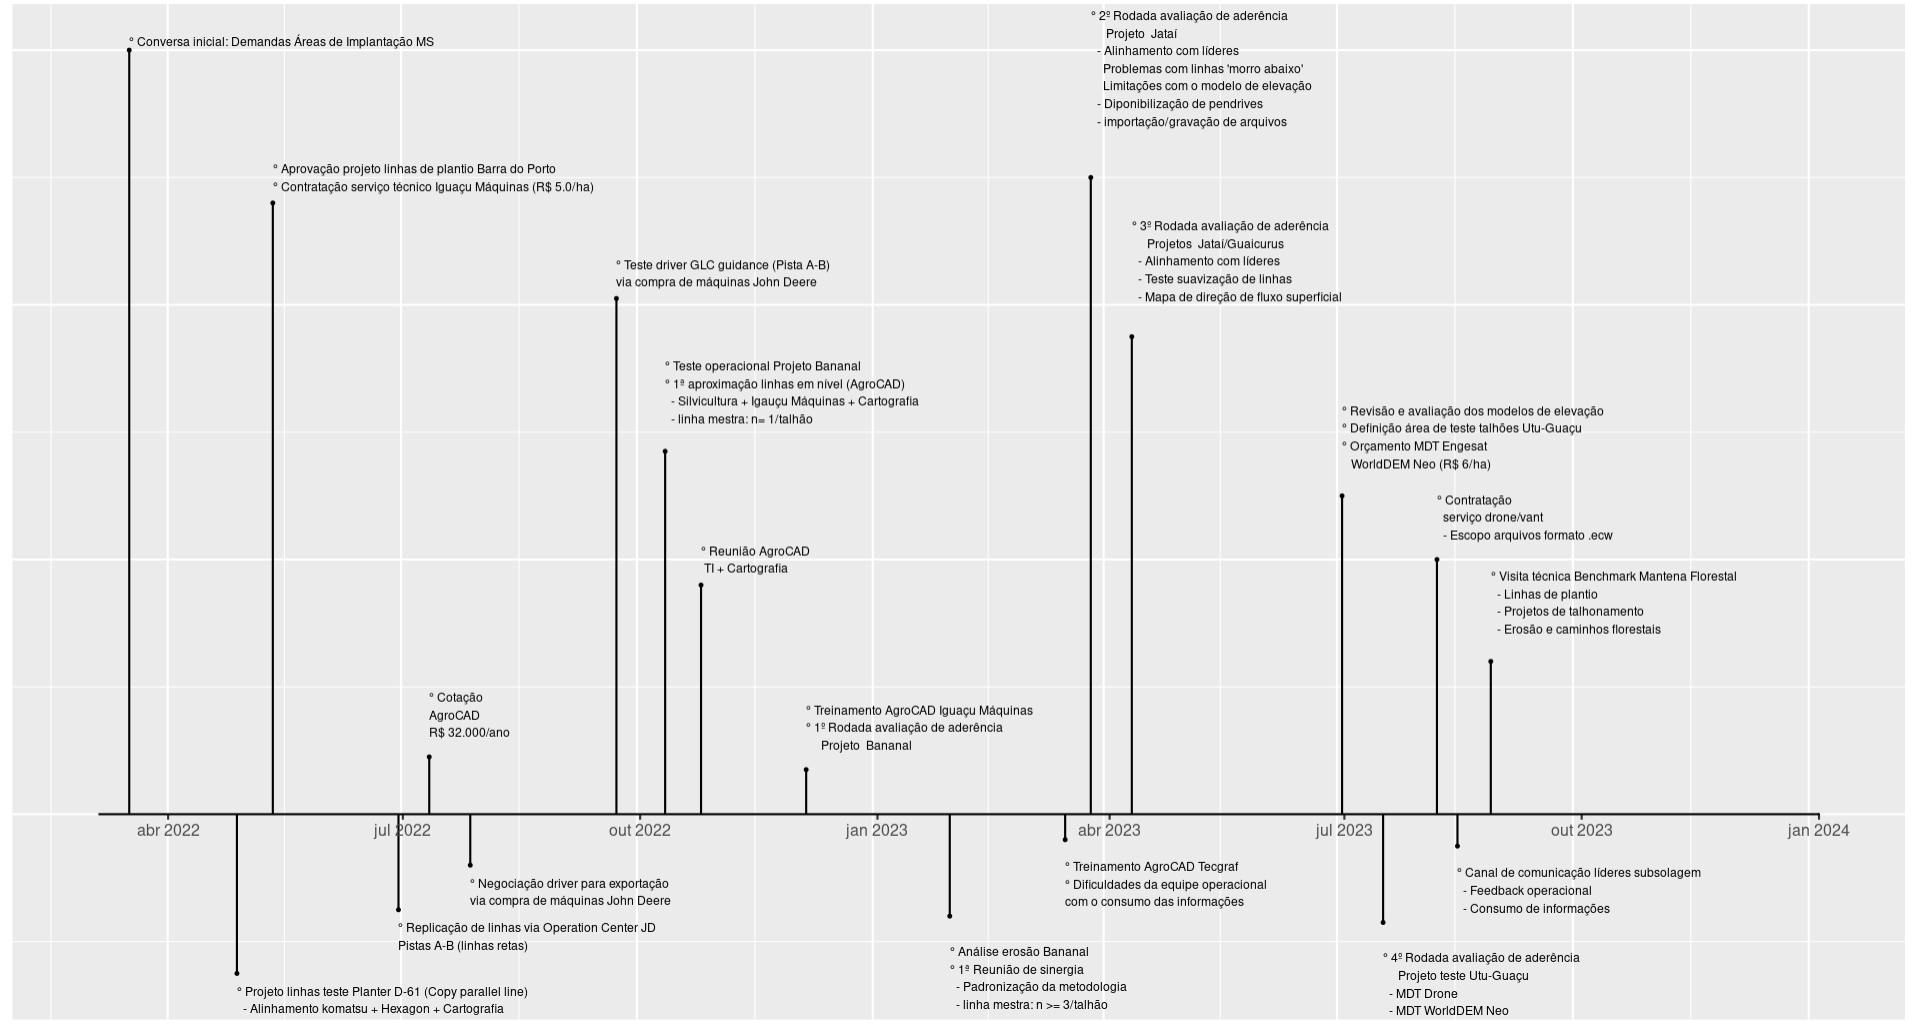 ° Conversa inicial: Demandas Áreas de Implantação MS
° Aprovação projeto linhas de plantio Barra do Porto
° Contratação serviço técnico Iguaçu Máquinas (R$ 5.0/ha)
° Teste driver GLC guidance (Pista A-B)
via compra de máquinas John Deere
° Teste operacional Projeto Bananal
° 1ª aproximação linhas em nível (AgroCAD)
- Silvicultura + Igauçu Máquinas + Cartografia
- linha mestra: n= 1/talhão
° Reunião AgroCAD
TI + Cartografia
° Cotação
AgroCAD
R$ 32.000/ano
° Treinamento AgroCAD Iguaçu Máquinas
° 1º Rodada avaliação de aderência
Projeto  Bananal
° 2º Rodada avaliação de aderência
Projeto  Jataí
- Alinhamento com líderes
Problemas com linhas 'morro abaixo'
Limitações com o modelo de elevação
- Diponibilização de pendrives
- importação/gravação de arquivos
° 3º Rodada avaliação de aderência
Projetos  Jataí/Guaicurus
- Alinhamento com líderes
- Teste suavização de linhas
- Mapa de direção de fluxo superficial
° Revisão e avaliação dos modelos de elevação
° Definição área de teste talhões Utu-Guaçu
° Orçamento MDT Engesat
WorldDEM Neo (R$ 6/ha)
° Contratação
serviço drone/vant
- Escopo arquivos formato .ecw
° Visita técnica Benchmark Mantena Florestal
- Linhas de plantio
- Projetos de talhonamento
- Erosão e caminhos florestais
abr 2022 jul 2022 out 2022 jan 2023 abr 2023 jul 2023 out 2023 jan 2024
° Projeto linhas teste Planter D-61 (Copy parallel line)
- Alinhamento komatsu + Hexagon + Cartografia
° Replicação de linhas via Operation Center JD
Pistas A-B (linhas retas)
° Negociação driver para exportação
via compra de máquinas John Deere
° Análise erosão Bananal
° 1ª Reunião de sinergia
- Padronização da metodologia
- linha mestra: n >= 3/talhão
° Treinamento AgroCAD Tecgraf
° Dificuldades da equipe operacional
com o consumo das informações
° 4º Rodada avaliação de aderência
Projeto teste Utu-Guaçu
- MDT Drone
- MDT WorldDEM Neo
° Canal de comunicação líderes subsolagem
- Feedback operacional
- Consumo de informações